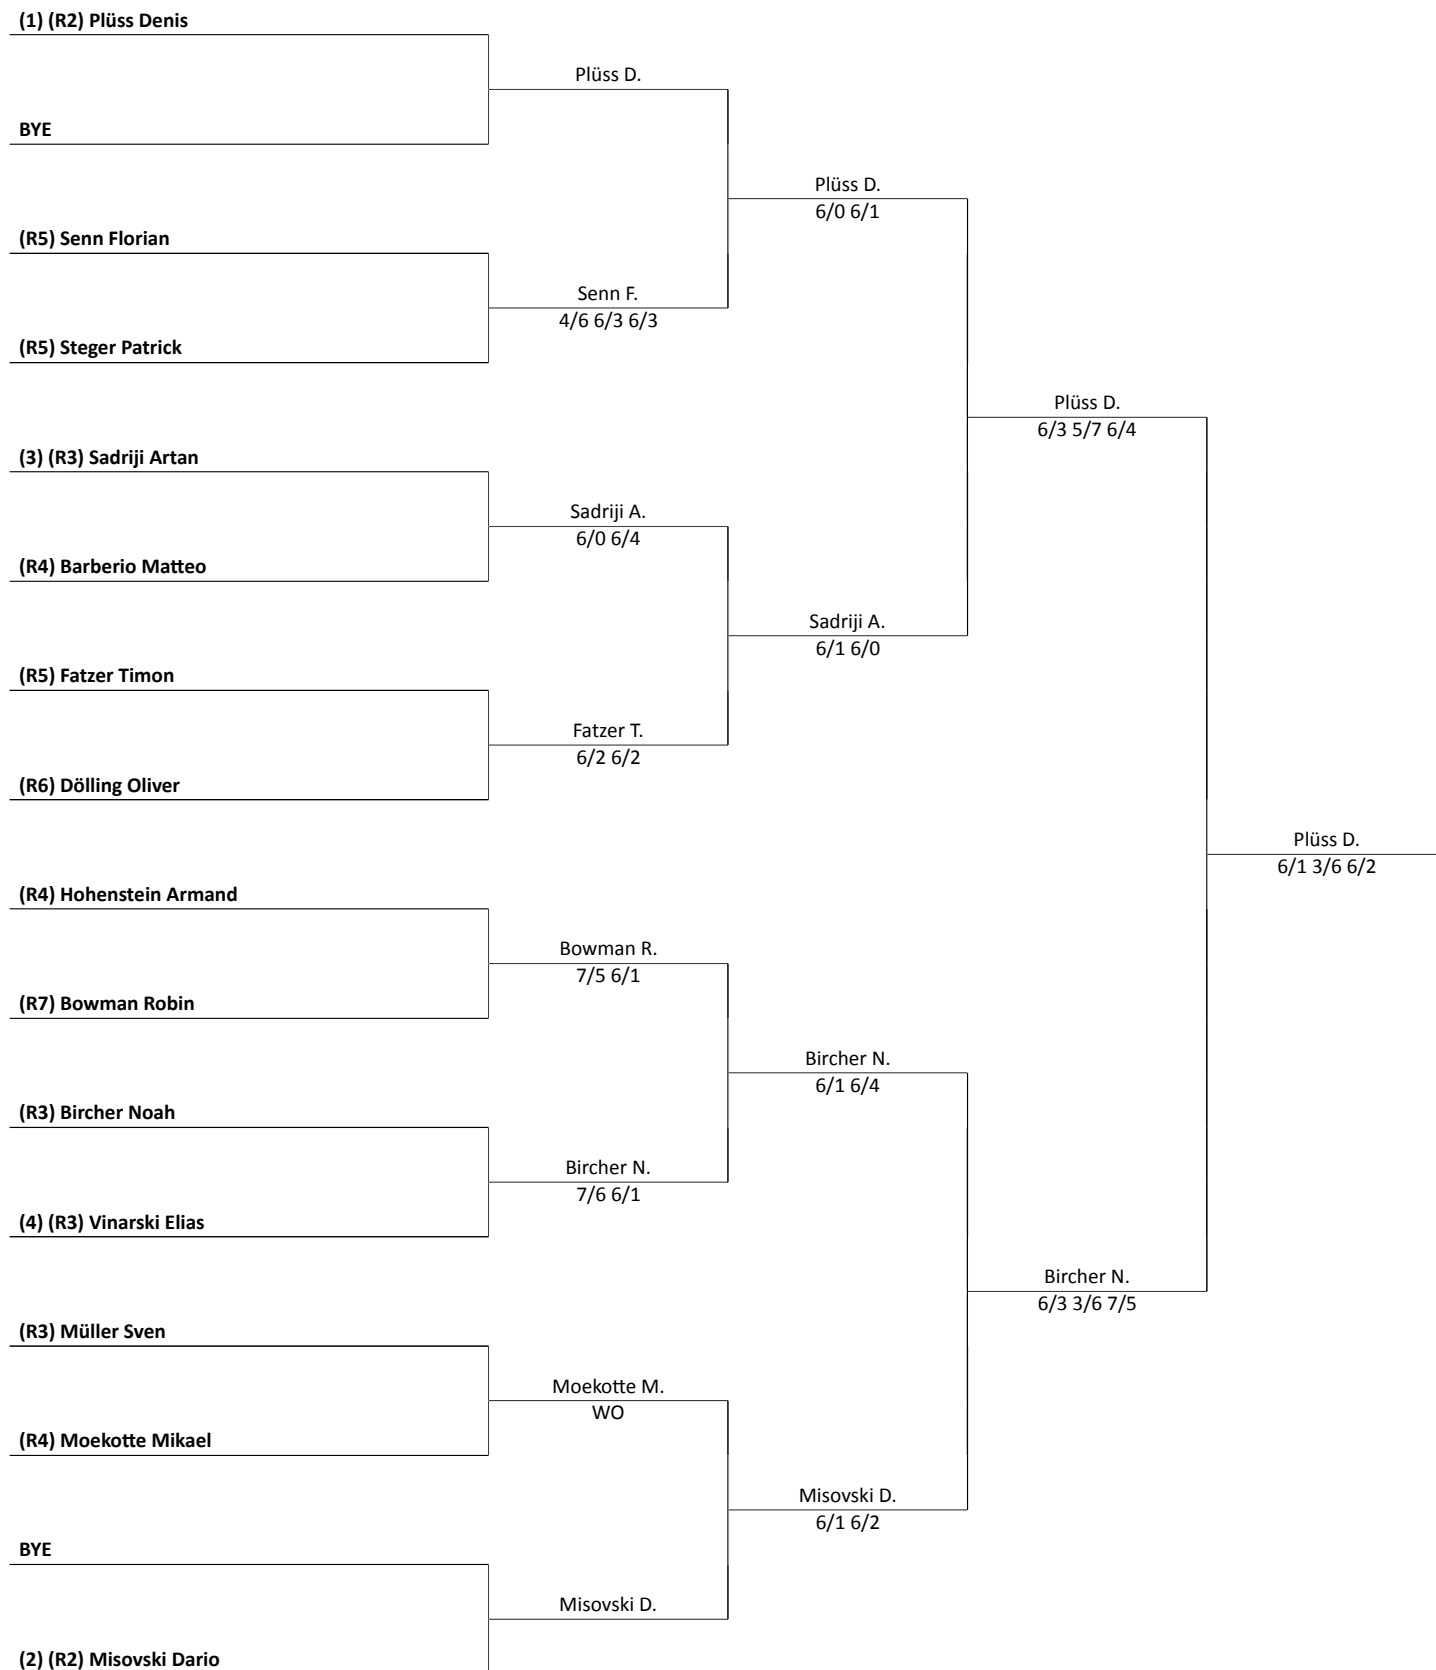 (1) (R2) Plüss Denis
Plüss D.
BYE
Plüss D.
6/0 6/1
(R5) Senn Florian
Senn F.
4/6 6/3 6/3
(R5) Steger Patrick
Plüss D.
6/3 5/7 6/4
(3) (R3) Sadriji Artan
Sadriji A.
6/0 6/4
(R4) Barberio Matteo
Sadriji A.
6/1 6/0
(R5) Fatzer Timon
Fatzer T.
6/2 6/2
(R6) Dölling Oliver
Plüss D.
6/1 3/6 6/2
(R4) Hohenstein Armand
Bowman R.
7/5 6/1
(R7) Bowman Robin
Bircher N.
6/1 6/4
(R3) Bircher Noah
Bircher N.
7/6 6/1
(4) (R3) Vinarski Elias
Bircher N.
6/3 3/6 7/5
(R3) Müller Sven
Moekotte M.
WO
(R4) Moekotte Mikael
Misovski D.
6/1 6/2
BYE
Misovski D.
(2) (R2) Misovski Dario